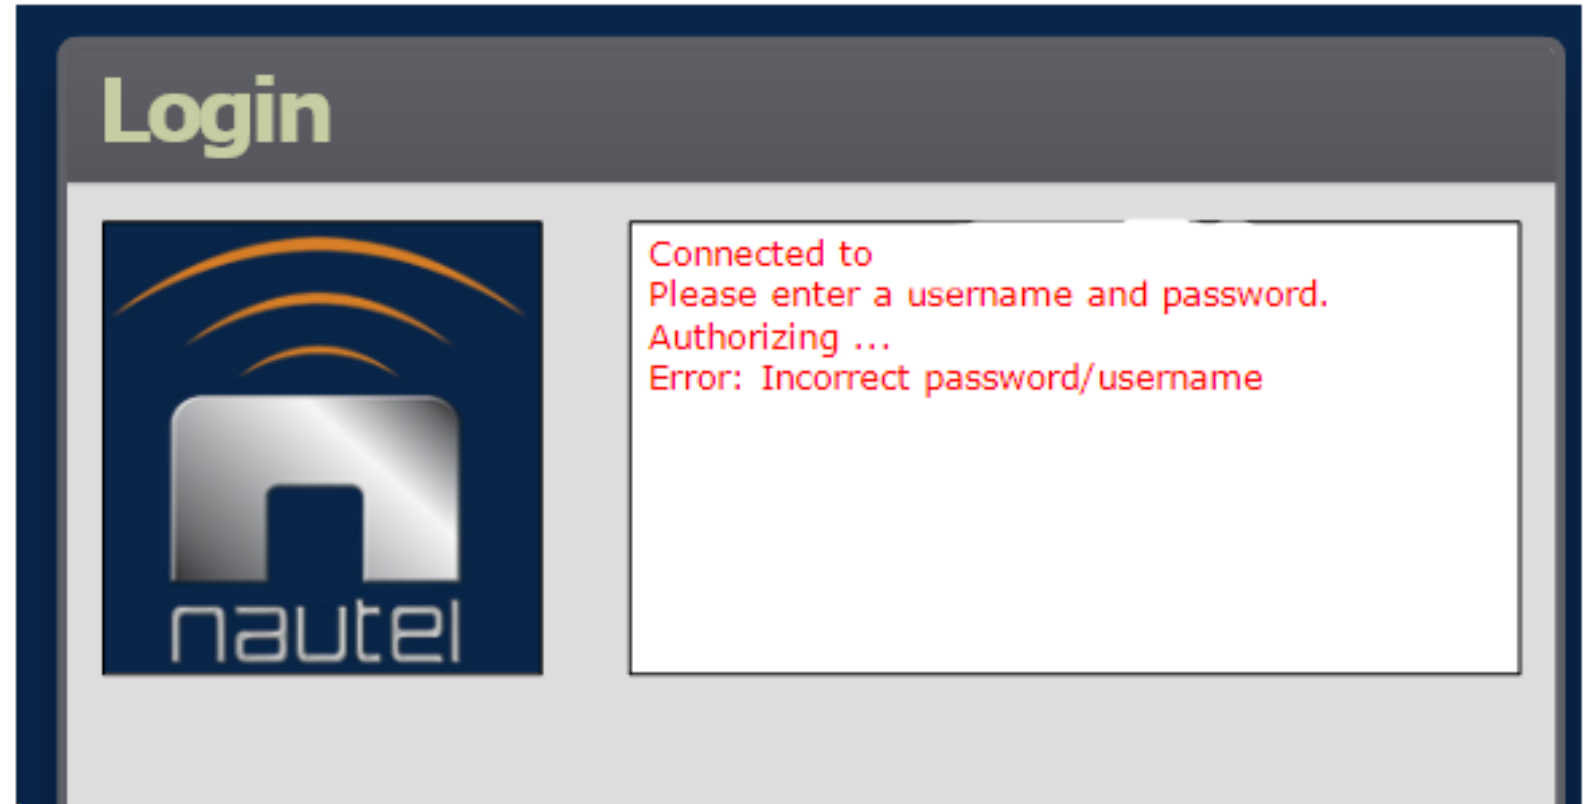 Login
Connected to
Please enter a username and password.
Authorizing ...
Error: Incorrect password/username
nautel